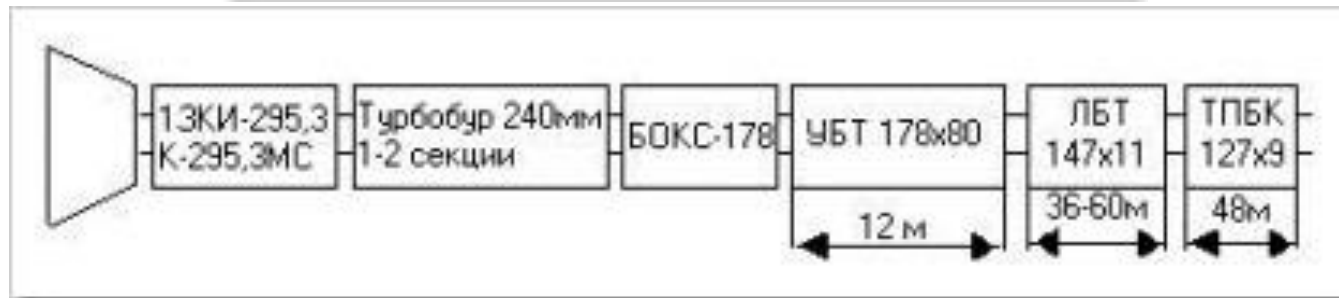 13КИ-295,3
К-295,3МС
Турбобур 240мм
1-2 секции
БОКС-178
УБТ 178х80
ЛБТ
147х11
ТПБК
127х9
12 м
36-60м
48м